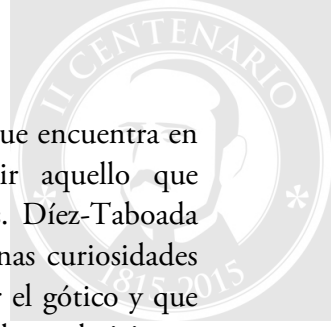 II CENTENARIO
ue encuentra en
ir aquello que
. Díez-Taboada
nas curiosidades
1815-2015
r el gótico y que